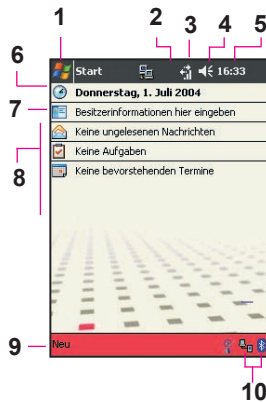 1 2 3 4 5
Start 16:33
6 Donnerstag, 1. Juli 2004
7 Besitzerinformationen hier eingeben
Keine ungelesenen Nachrichten
8 Keine Aufgaben
Keine bevorstehenden Termine
9 Neu
10